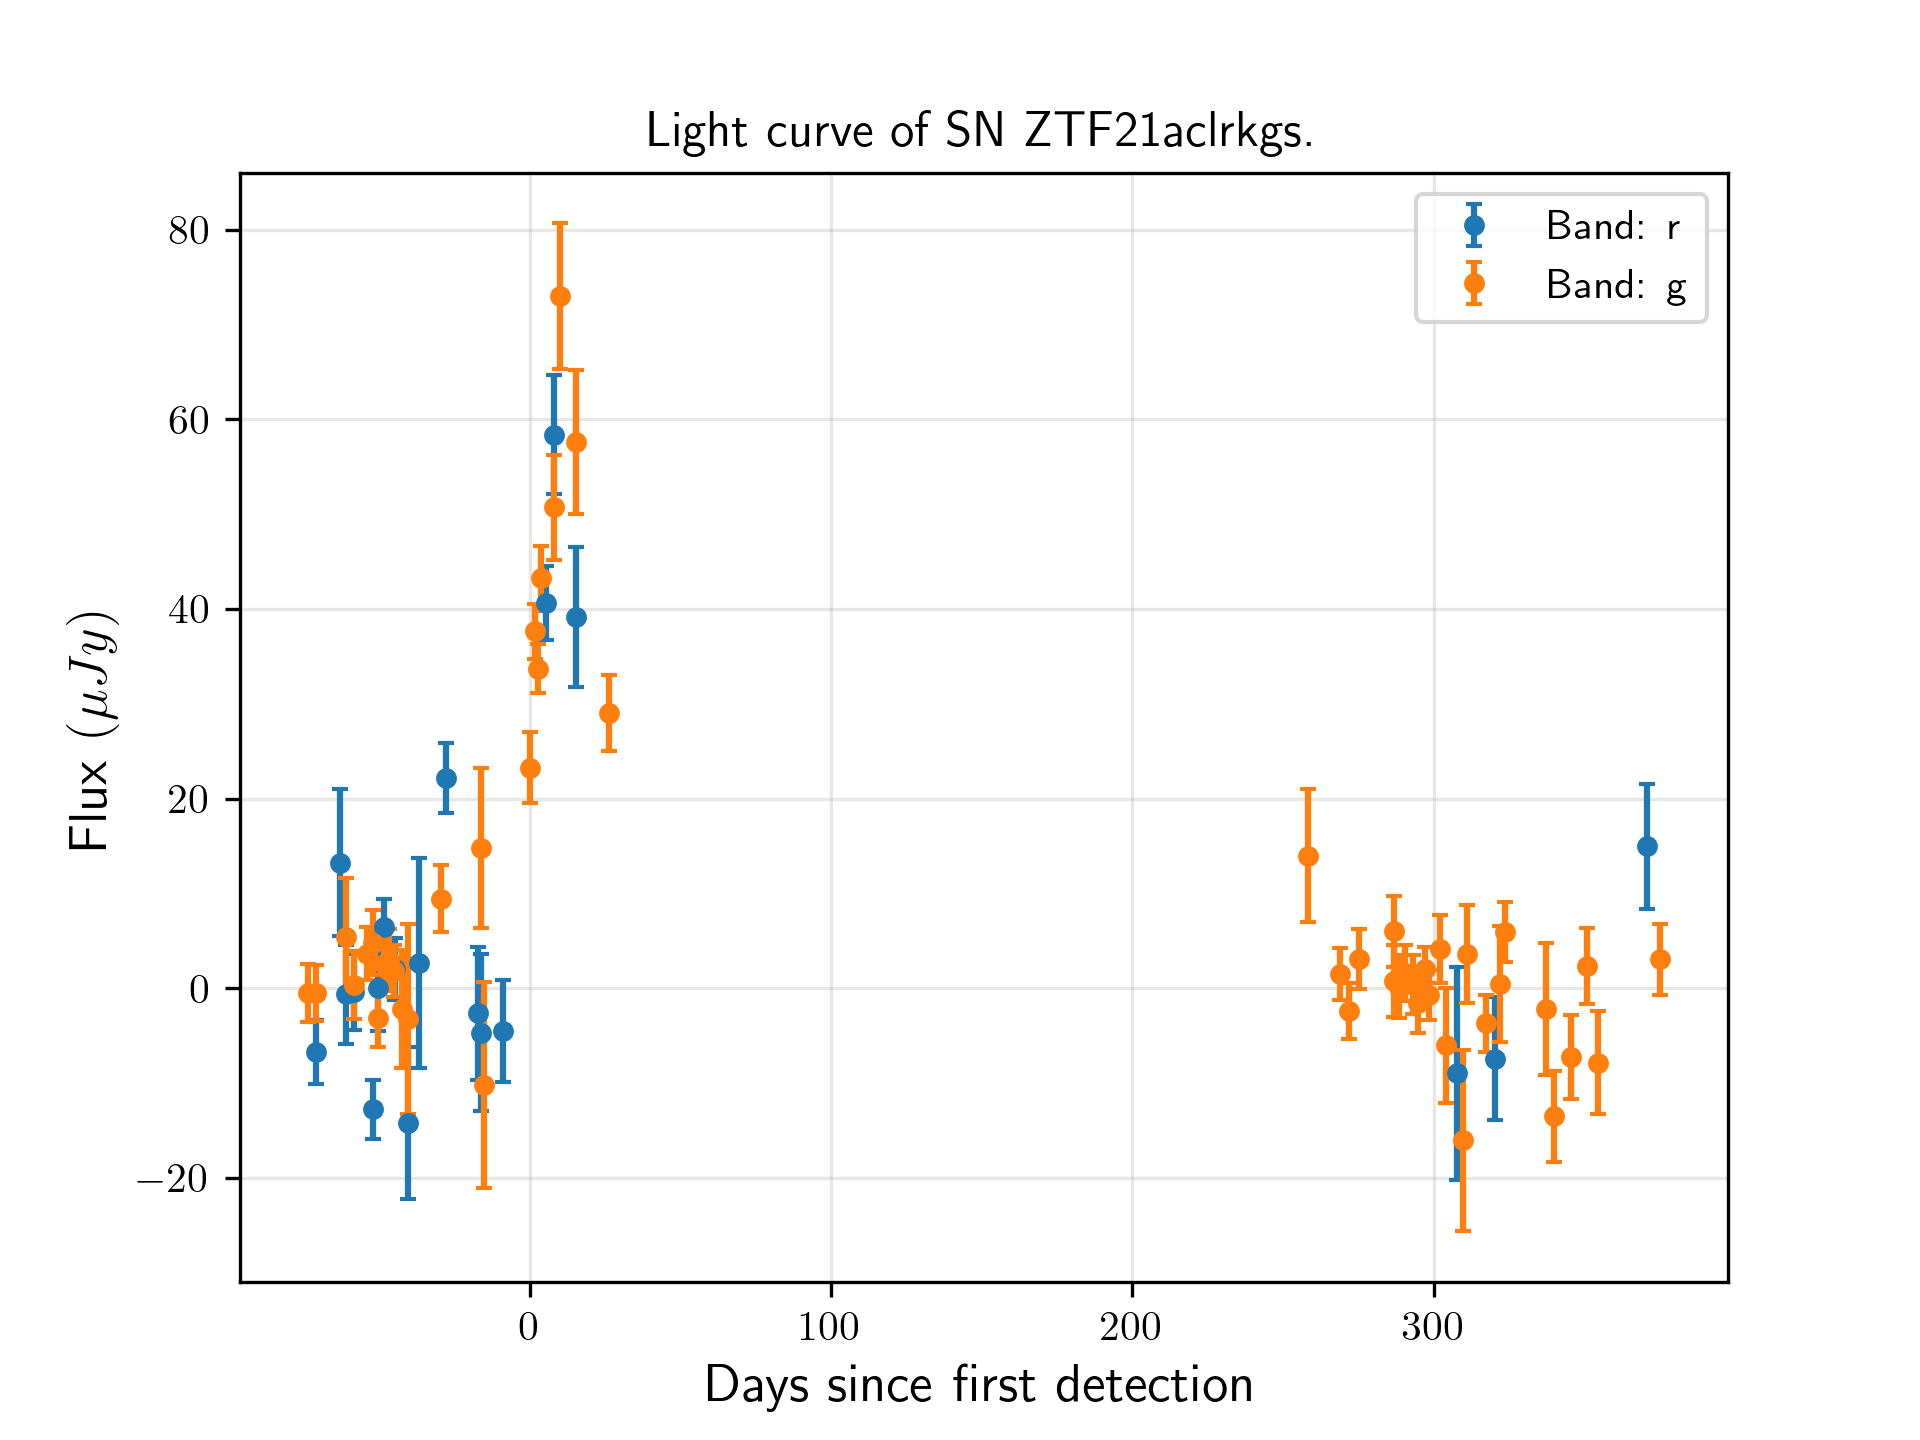 Light curve of SN ZTF21aclrkgs.
Band: r
Band: g
80
60
40
20
0
−20
Flux (μJy)
0 100 200 300
Days since first detection